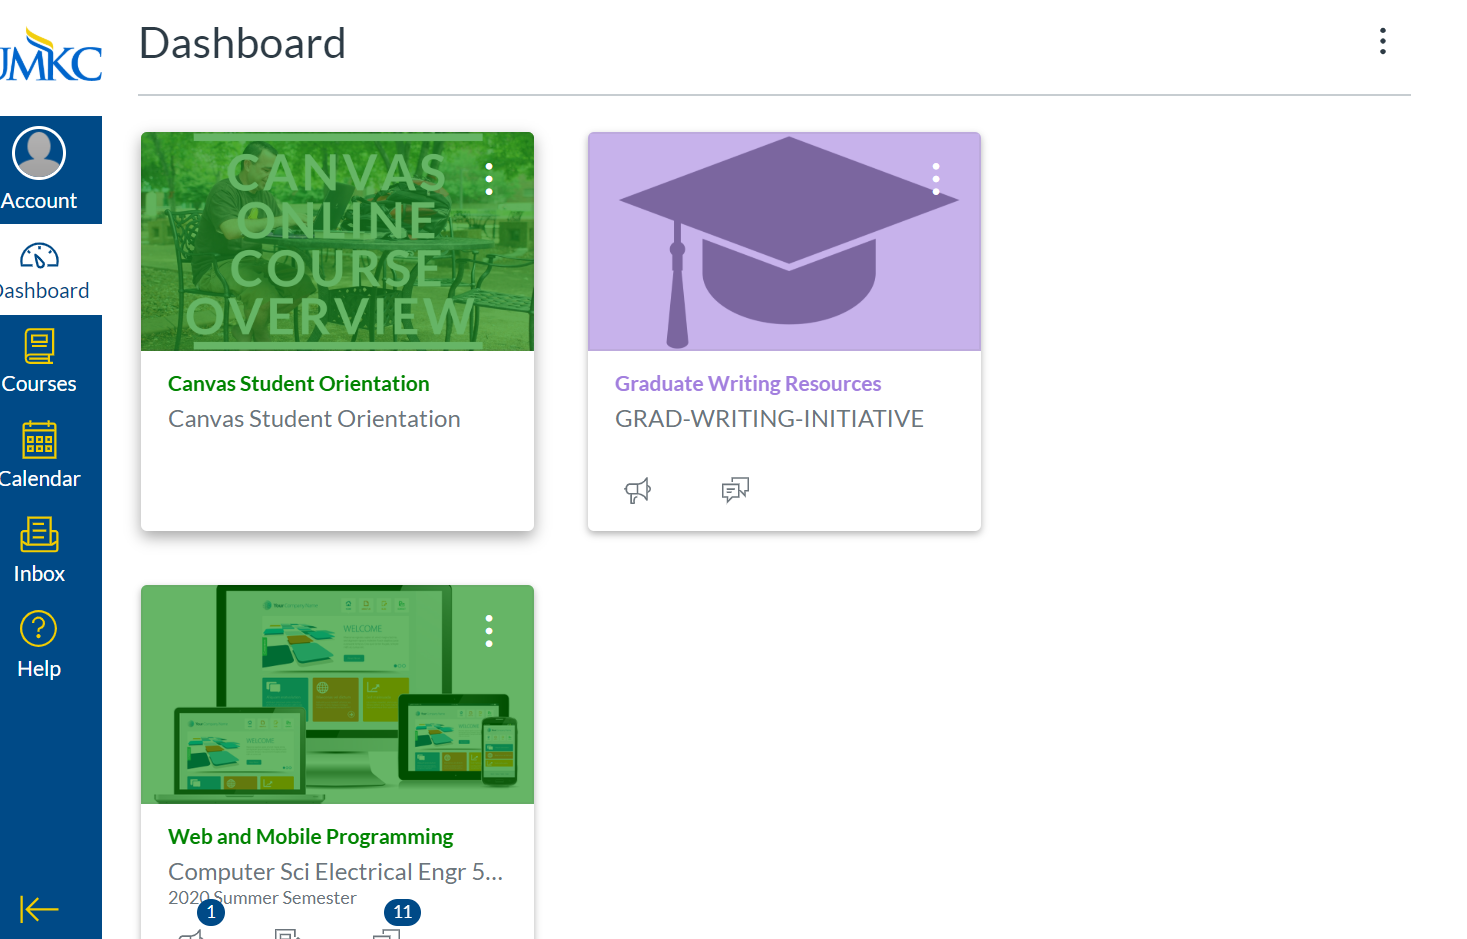 UMKC
Dashboard
Account
Dashboard
Courses
Calendar
Inbox
Help
CANVAS
ONLINE
COURSE
OVERVIEW
Canvas Student Orientation
Canvas Student Orientation
Graduate Writing Resources
GRAD-WRITING-INITIATIVE
WELCOME
Web and Mobile Programming
Computer Sci Electrical Engr 5...
2020 Summer Semester
1
11